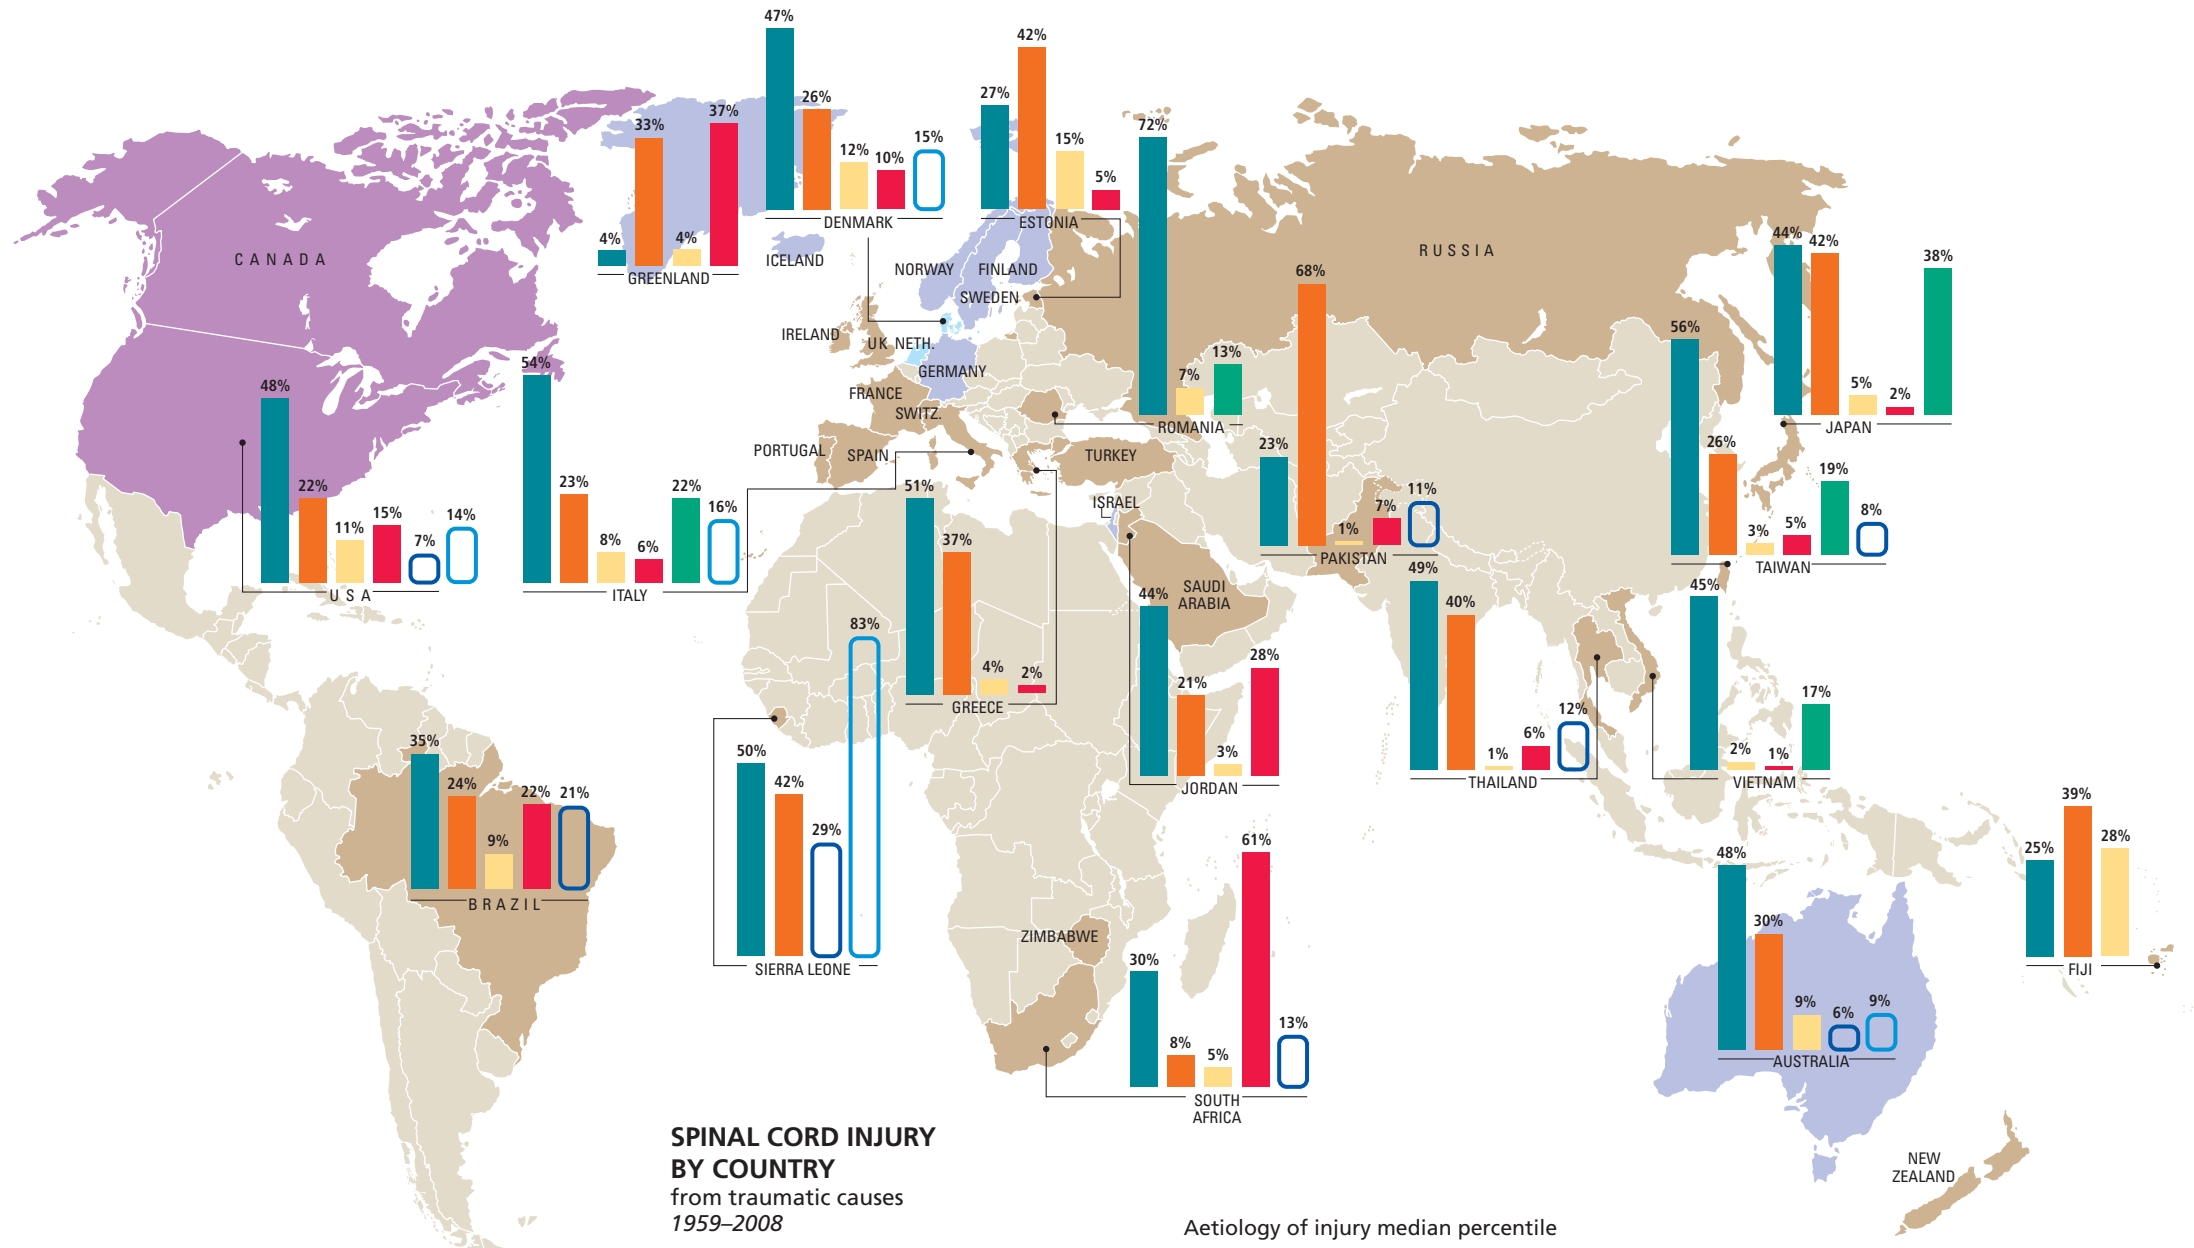 47%
26%
12%
10%
15%
DENMARK
27%
42%
15%
5%
ESTONIA
4%
33%
4%
37%
GREENLAND
72%
7%
13%
ROMANIA
CANADA
ICELAND
NORWAY
FINLAND
SWEDEN
RUSSIA
IRELAND
UK
NETH.
GERMANY
FRANCE
SWITZ.
PORTUGAL
SPAIN
TURKEY
ISRAEL
SAUDI
ARABIA
44%
42%
5%
2%
38%
JAPAN
23%
68%
1%
7%
11%
PAKISTAN
56%
26%
3%
5%
19%
8%
TAIWAN
48%
22%
11%
15%
7%
14%
USA
54%
23%
8%
6%
22%
16%
ITALY
51%
37%
4%
2%
GREECE
44%
21%
3%
28%
JORDAN
49%
40%
1%
6%
12%
THAILAND
45%
2%
1%
17%
VIETNAM
35%
24%
9%
22%
21%
BRAZIL
50%
42%
29%
83%
SIERRA LEONE
ZIMBABWE
30%
8%
5%
61%
13%
SOUTH
AFRICA
48%
30%
9%
6%
9%
AUSTRALIA
25%
39%
28%
FIJI
NEW
ZEALAND
SPINAL CORD INJURY
BY COUNTRY
from traumatic causes
1959–2008
Aetiology of injury median percentile